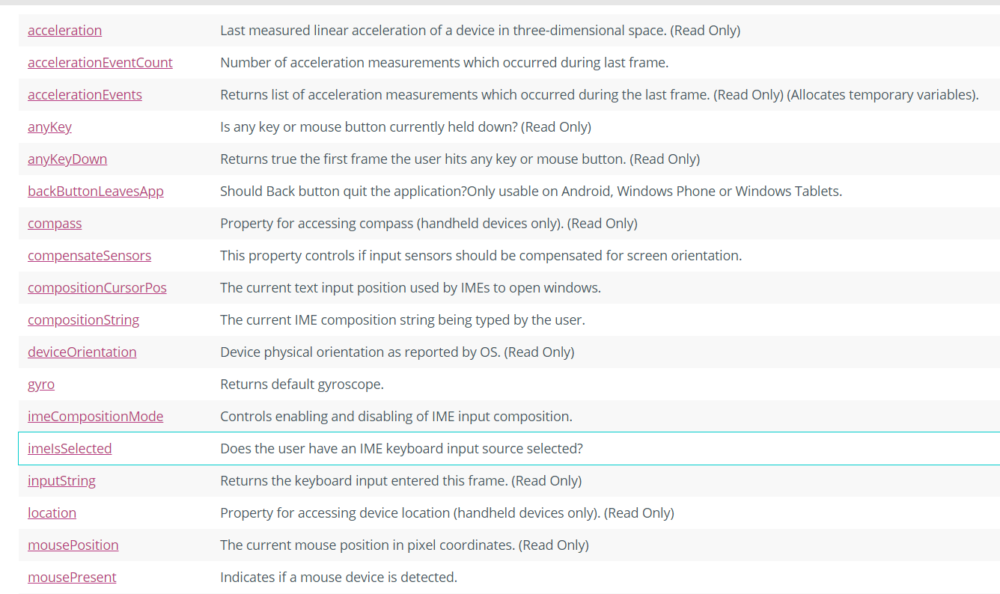 acceleration Last measured linear acceleration of a device in three-dimensional space. (Read Only)
accelerationEventCount Number of acceleration measurements which occurred during last frame.
accelerationEvents Returns list of acceleration measurements which occurred during the last frame. (Read Only) (Allocates temporary variables).
anyKey Is any key or mouse button currently held down? (Read Only)
anyKeyDown Returns true the first frame the user hits any key or mouse button. (Read Only)
backButtonLeavesApp Should Back button quit the application?Only usable on Android, Windows Phone or Windows Tablets.
compass Property for accessing compass (handheld devices only). (Read Only)
compensateSensors This property controls if input sensors should be compensated for screen orientation.
compositionCursorPos The current text input position used by IMEs to open windows.
compositionString The current IME composition string being typed by the user.
deviceOrientation Device physical orientation as reported by OS. (Read Only)
gyro Returns default gyroscope.
imeCompositionMode Controls enabling and disabling of IME input composition.
imeIsSelected Does the user have an IME keyboard input source selected?
inputString Returns the keyboard input entered this frame. (Read Only)
location Property for accessing device location (handheld devices only). (Read Only)
mousePosition The current mouse position in pixel coordinates. (Read Only)
mousePresent Indicates if a mouse device is detected.